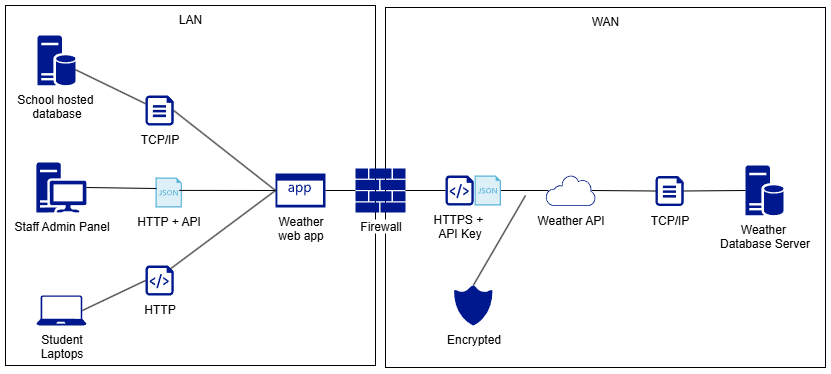 LAN
WAN
School hosted
database
TCP/IP
JSON
Staff Admin Panel
HTTP + API
app
Weather
web app
Firewall
</>
JSON
HTTPS +
API Key
Weather API
TCP/IP
Weather
Database Server
</>
HTTP
Student
Laptops
Encrypted